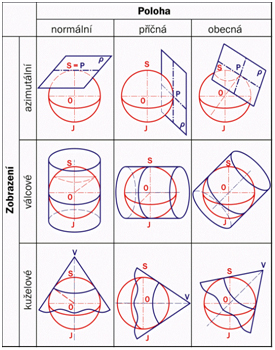 Poloha
normální příčná obecná
Zobrazení
azimutální
S = P ρ
O
J
S
P
O
ρ
J
S
P
ρ
O
J
válcové
S
O
J
S
O
J
S
O
J
kuželové
V
S
O
J
S
O
V
J
V
S
O
J